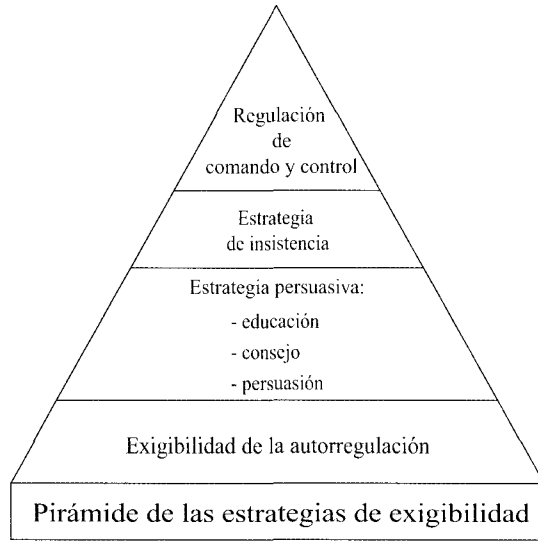 Regulación
de
comando y control
Estrategia
de insistencia
Estrategia persuasiva:
- educación
- consejo
- persuasión
Exigibilidad de la autorregulación
Pirámide de las estrategias de exigibilidad